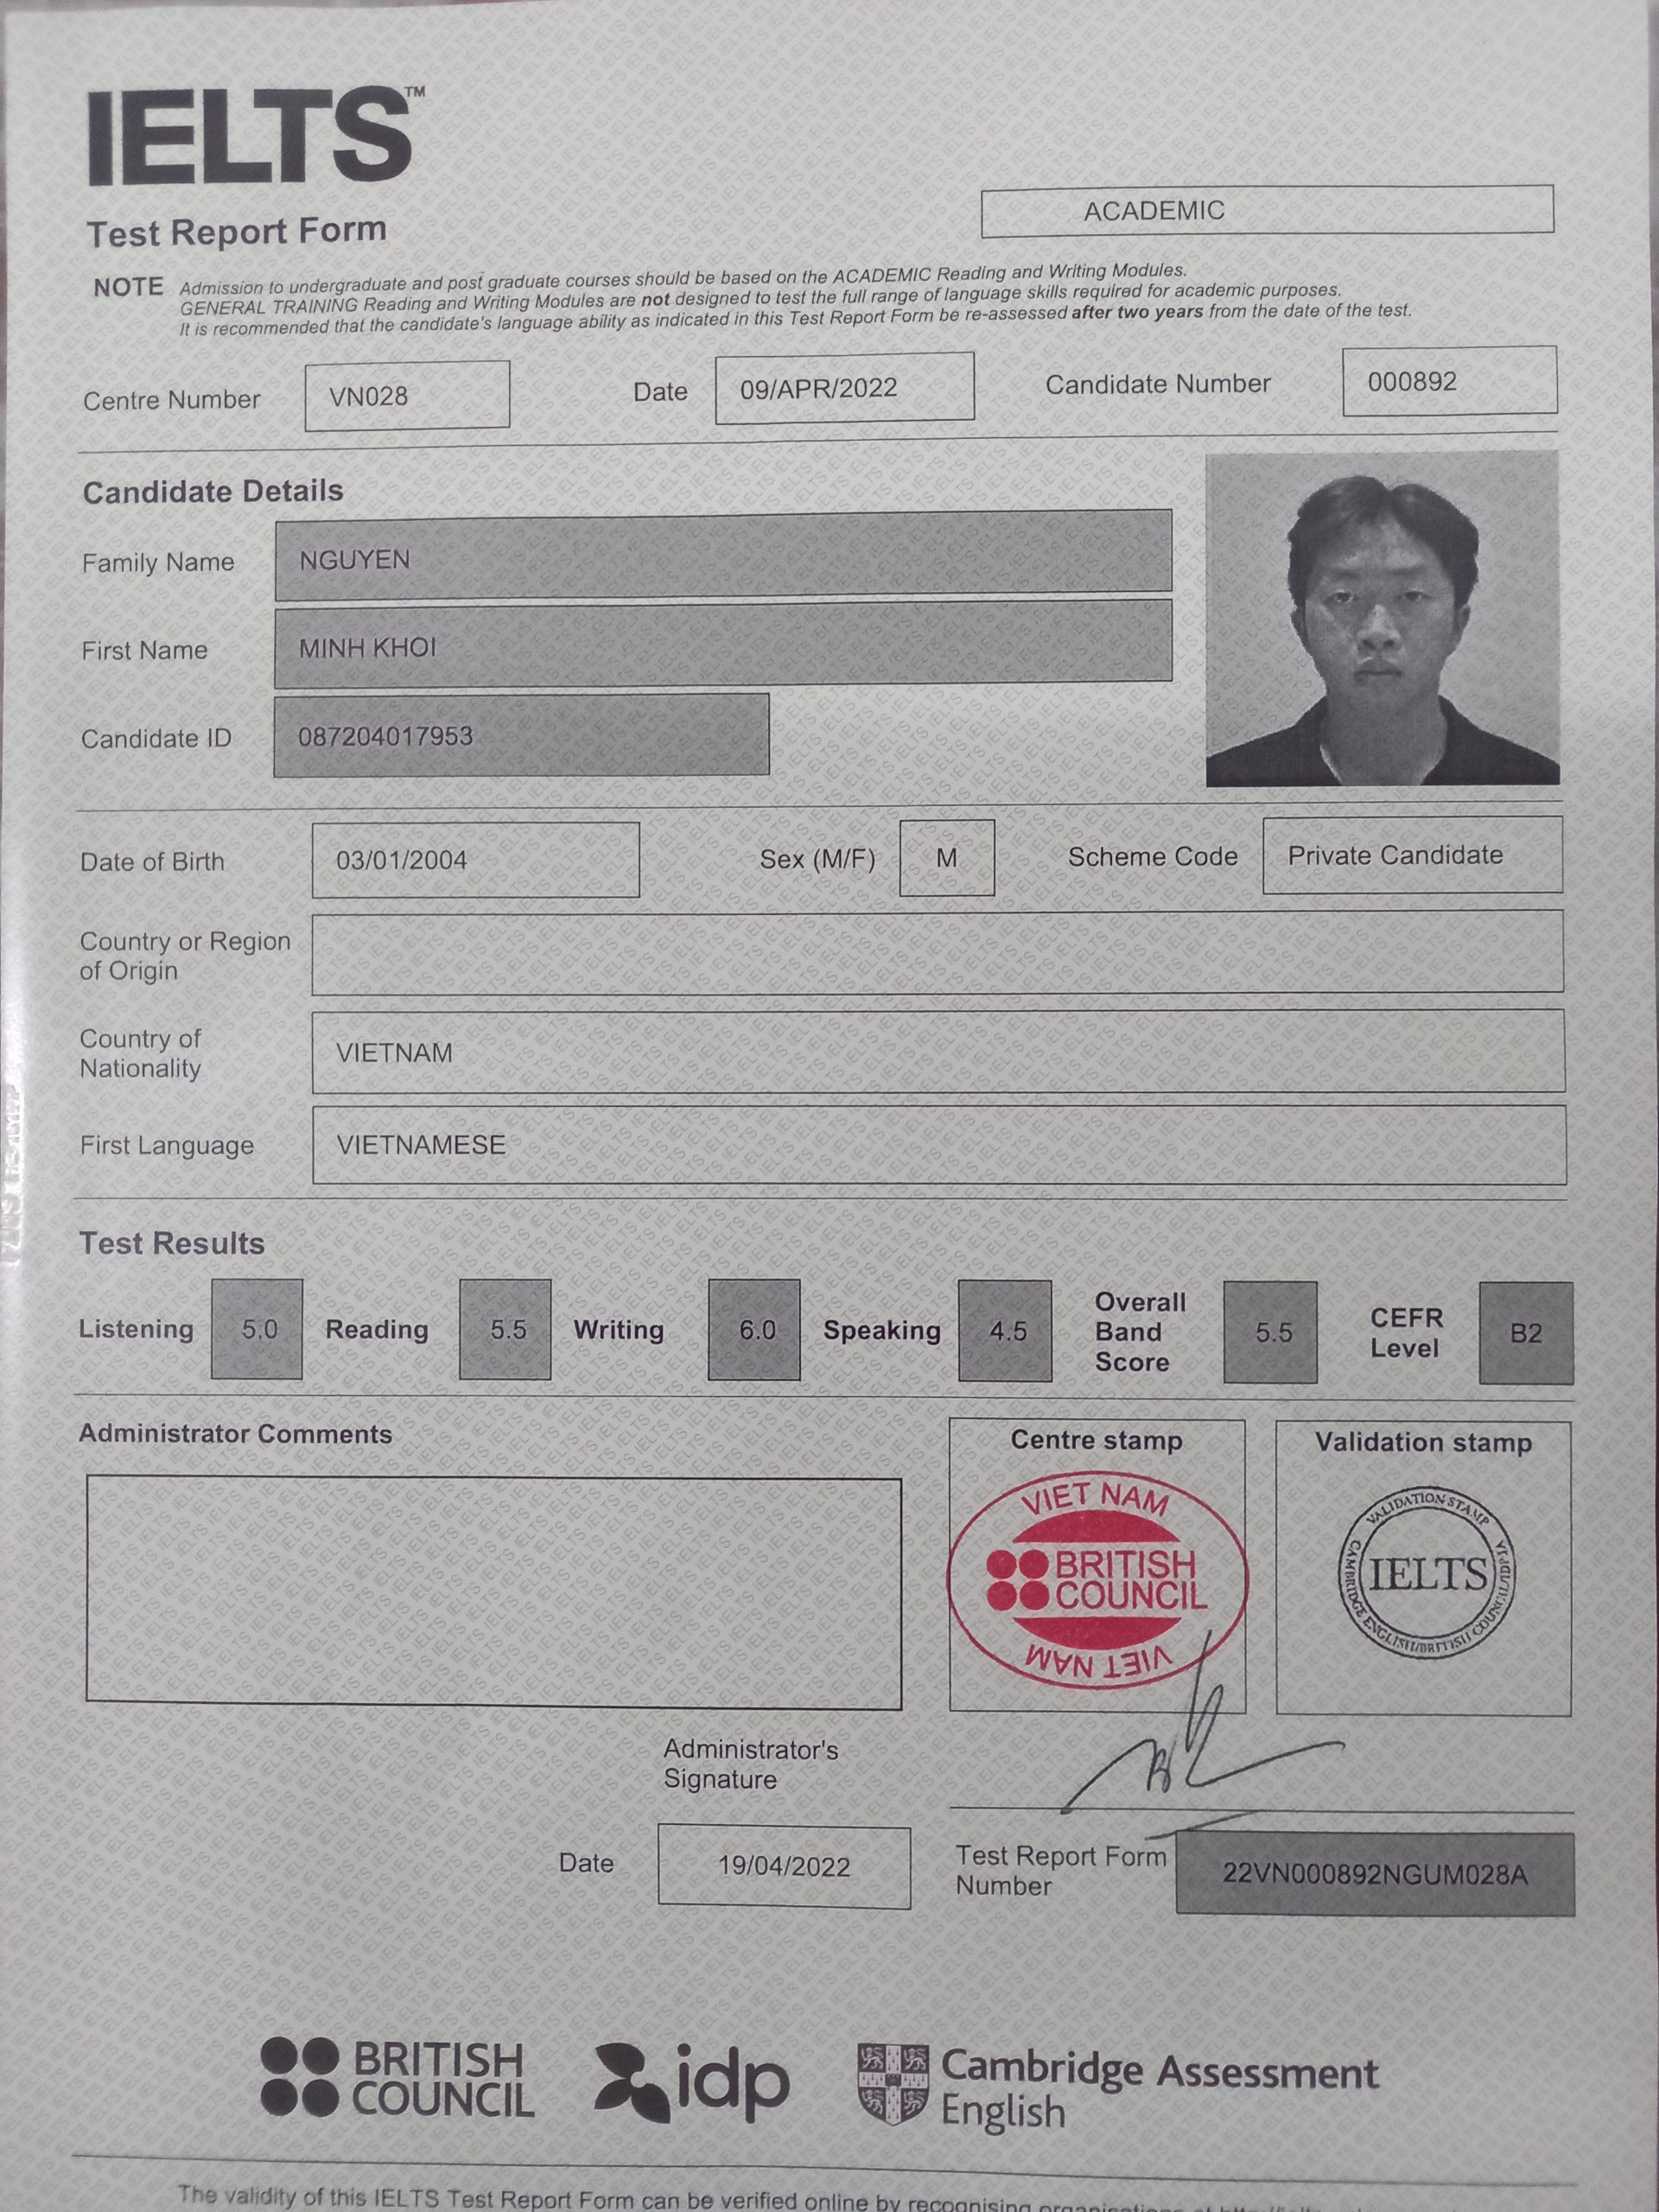 IELTS™
Test Report Form
ACADEMIC
NOTE Admission to undergraduate and post graduate courses should be based on the ACADEMIC Reading and Writing Modules.
GENERAL TRAINING Reading and Writing Modules are not designed to test the full range of language skills required for academic purposes.
It is recommended that the candidate's language ability as indicated in this Test Report Form be re-assessed after two years from the date of the test.
Centre Number VN028 Date 09/APR/2022 Candidate Number 000892
Candidate Details
Family Name NGUYEN
First Name MINH KHOI
Candidate ID 087204017953
Date of Birth 03/01/2004 Sex (M/F) M Scheme Code Private Candidate
Country or Region
of Origin
Country of
Nationality VIETNAM
First Language VIETNAMESE
Test Results
Listening 5.0 Reading 5.5 Writing 6.0 Speaking 4.5 Overall Band Score 5.5 CEFR Level B2
Administrator Comments
Centre stamp
VIET NAM
BRITISH
COUNCIL
VIET NAM
Validation stamp
VALIDATION STAMP
IELTS
CAMBRIDGE ENGLISH/BRITISH COUNCIL/IDP:IA
Administrator's
Signature
Date 19/04/2022
Test Report Form
Number 22VN000892NGUM028A
BRITISH
COUNCIL
idp
Cambridge Assessment
English
The validity of this IELTS Test Report Form can be verified online by recognising